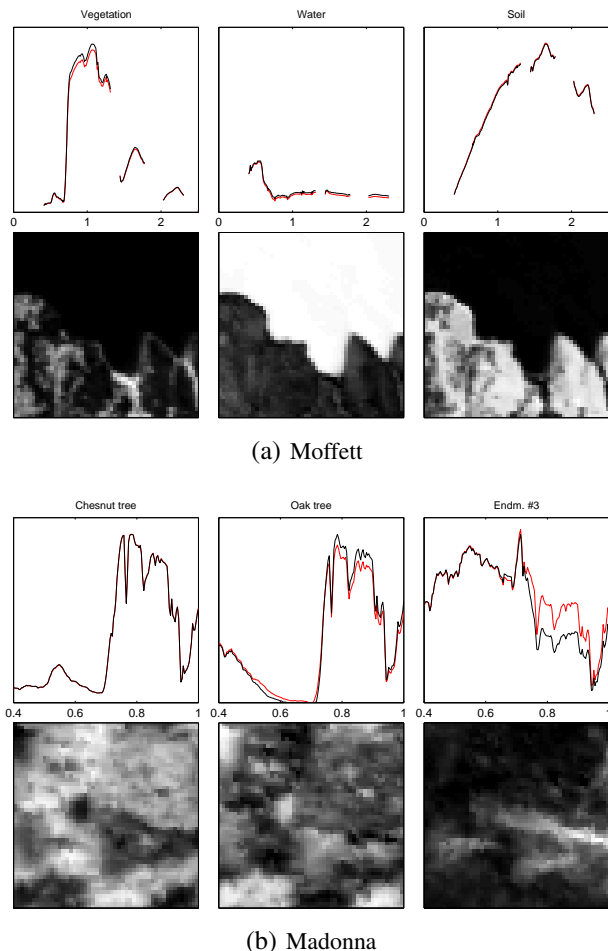 Vegetation Water Soil
0 1 2 0 1 2 0 1 2
(a) Moffett
Chesnut tree Oak tree Endm. #3
0.4 0.6 0.8 1 0.4 0.6 0.8 1 0.4 0.6 0.8 1
(b) Madonna